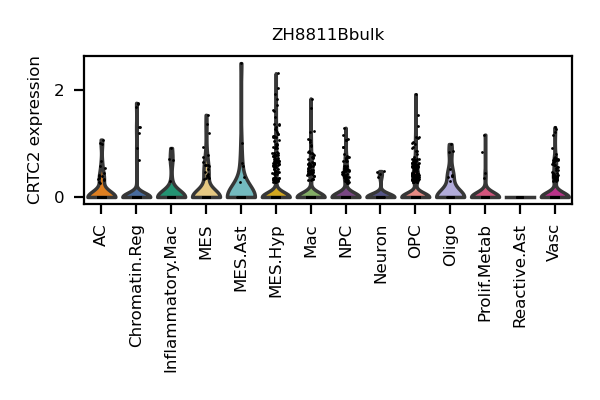 ZH8811Bbulk
CRTC2 expression
2
0
AC
Chromatin.Reg
Inflammatory.Mac
MES
MES.Ast
MES.Hyp
Mac
NPC
Neuron
OPC
Oligo
Prolif.Metab
Reactive.Ast
Vasc